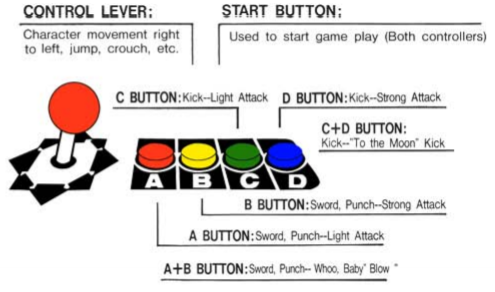 CONTROL LEVER:
Character movement right
to left, jump, crouch, etc.
START BUTTON:
Used to start game play (Both controllers)
C BUTTON:Kick--Light Attack
D BUTTON:Kick--Strong Attack
C+D BUTTON:
Kick--"To the Moon" Kick
A B C D
B BUTTON:Sword, Punch--Strong Attack
A BUTTON:Sword, Punch--Light Attack
A+B BUTTON:Sword, Punch-- Whoo, Baby" Blow "